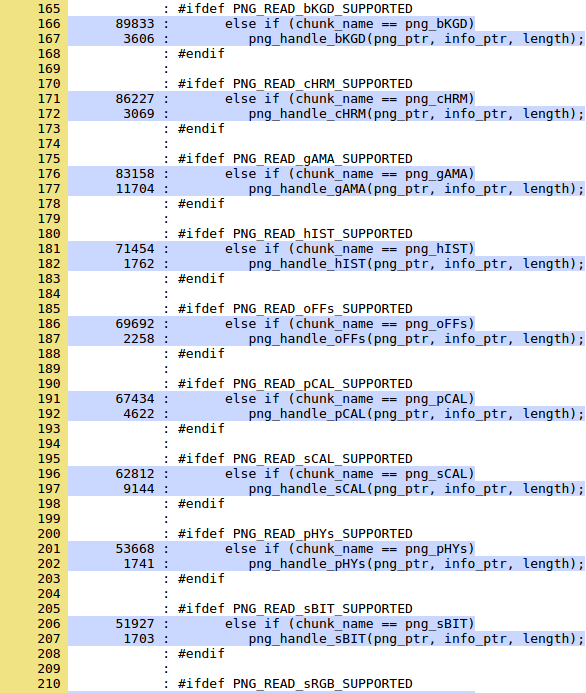 165 : #ifdef PNG_READ_bKGD_SUPPORTED
166 89833 : else if (chunk_name == png_bKGD)
167 3606 : png_handle_bKGD(png_ptr, info_ptr, length);
168 : #endif
169 :
170 : #ifdef PNG_READ_cHRM_SUPPORTED
171 86227 : else if (chunk_name == png_cHRM)
172 3069 : png_handle_cHRM(png_ptr, info_ptr, length);
173 : #endif
174 :
175 : #ifdef PNG_READ_gAMA_SUPPORTED
176 83158 : else if (chunk_name == png_gAMA)
177 11704 : png_handle_gAMA(png_ptr, info_ptr, length);
178 : #endif
179 :
180 : #ifdef PNG_READ_hIST_SUPPORTED
181 71454 : else if (chunk_name == png_hIST)
182 1762 : png_handle_hIST(png_ptr, info_ptr, length);
183 : #endif
184 :
185 : #ifdef PNG_READ_oFFs_SUPPORTED
186 69692 : else if (chunk_name == png_oFFs)
187 2258 : png_handle_oFFs(png_ptr, info_ptr, length);
188 : #endif
189 :
190 : #ifdef PNG_READ_pCAL_SUPPORTED
191 67434 : else if (chunk_name == png_pCAL)
192 4622 : png_handle_pCAL(png_ptr, info_ptr, length);
193 : #endif
194 :
195 : #ifdef PNG_READ_sCAL_SUPPORTED
196 62812 : else if (chunk_name == png_sCAL)
197 9144 : png_handle_sCAL(png_ptr, info_ptr, length);
198 : #endif
199 :
200 : #ifdef PNG_READ_pHYs_SUPPORTED
201 53668 : else if (chunk_name == png_pHYs)
202 1741 : png_handle_pHYs(png_ptr, info_ptr, length);
203 : #endif
204 :
205 : #ifdef PNG_READ_sBIT_SUPPORTED
206 51927 : else if (chunk_name == png_sBIT)
207 1703 : png_handle_sBIT(png_ptr, info_ptr, length);
208 : #endif
209 :
210 : #ifdef PNG_READ_sRGB_SUPPORTED